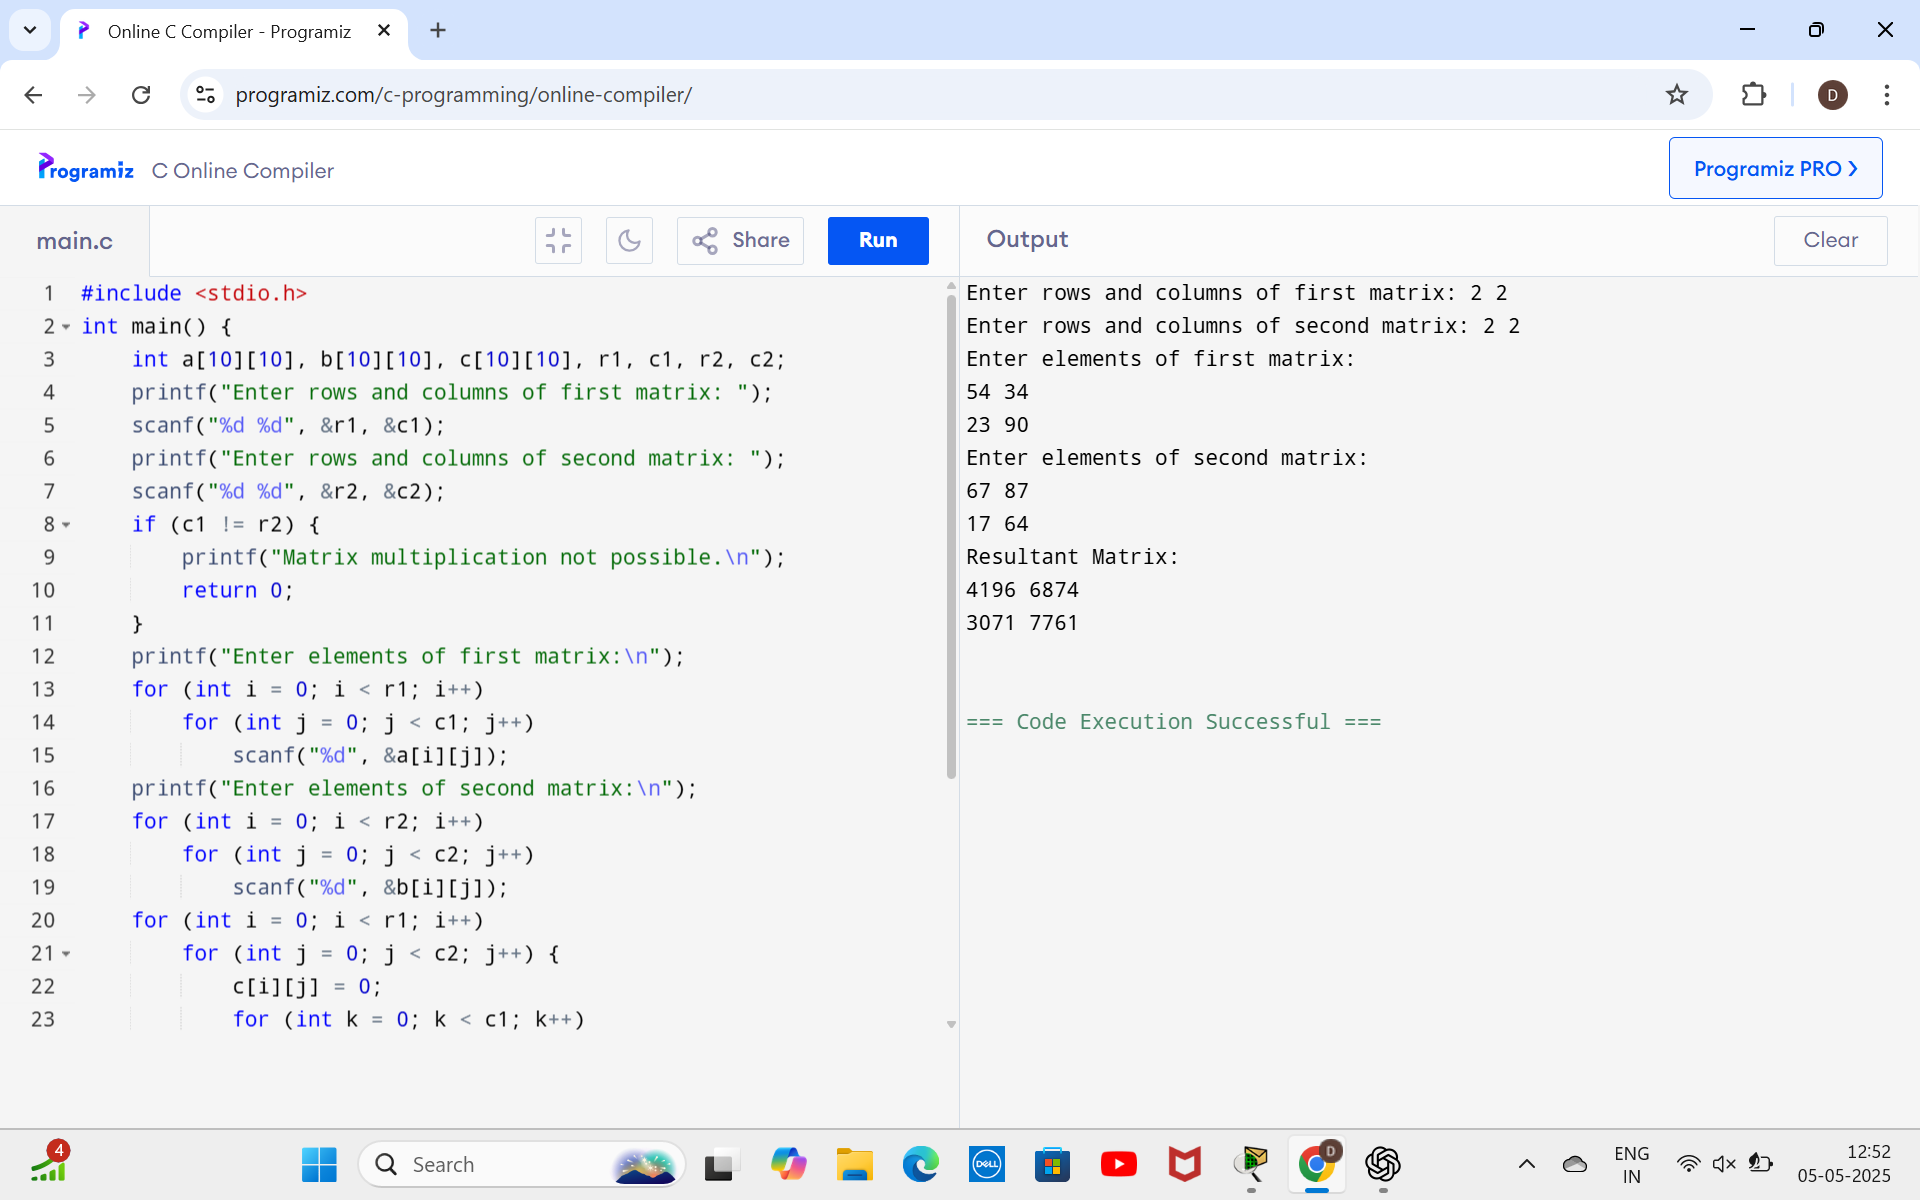 Online C Compiler - Programiz
programiz.com/c-programming/online-compiler/
D
Programiz C Online Compiler
Programiz PRO
main.c
Share
Run
Output
Clear
1 #include <stdio.h>
2 int main() {
3 int a[10][10], b[10][10], c[10][10], r1, c1, r2, c2;
4 printf("Enter rows and columns of first matrix: ");
5 scanf("%d %d", &r1, &c1);
6 printf("Enter rows and columns of second matrix: ");
7 scanf("%d %d", &r2, &c2);
8 if (c1 != r2) {
9 printf("Matrix multiplication not possible.\n");
10 return 0;
11 }
12 printf("Enter elements of first matrix:\n");
13 for (int i = 0; i < r1; i++)
14 for (int j = 0; j < c1; j++)
15 scanf("%d", &a[i][j]);
16 printf("Enter elements of second matrix:\n");
17 for (int i = 0; i < r2; i++)
18 for (int j = 0; j < c2; j++)
19 scanf("%d", &b[i][j]);
20 for (int i = 0; i < r1; i++)
21 for (int j = 0; j < c2; j++) {
22 c[i][j] = 0;
23 for (int k = 0; k < c1; k++)
Enter rows and columns of first matrix: 2 2
Enter rows and columns of second matrix: 2 2
Enter elements of first matrix:
54 34
23 90
Enter elements of second matrix:
67 87
17 64
Resultant Matrix:
4196 6874
3071 7761
=== Code Execution Successful ===
4
Search
DELL
D
ENG
IN
12:52
05-05-2025